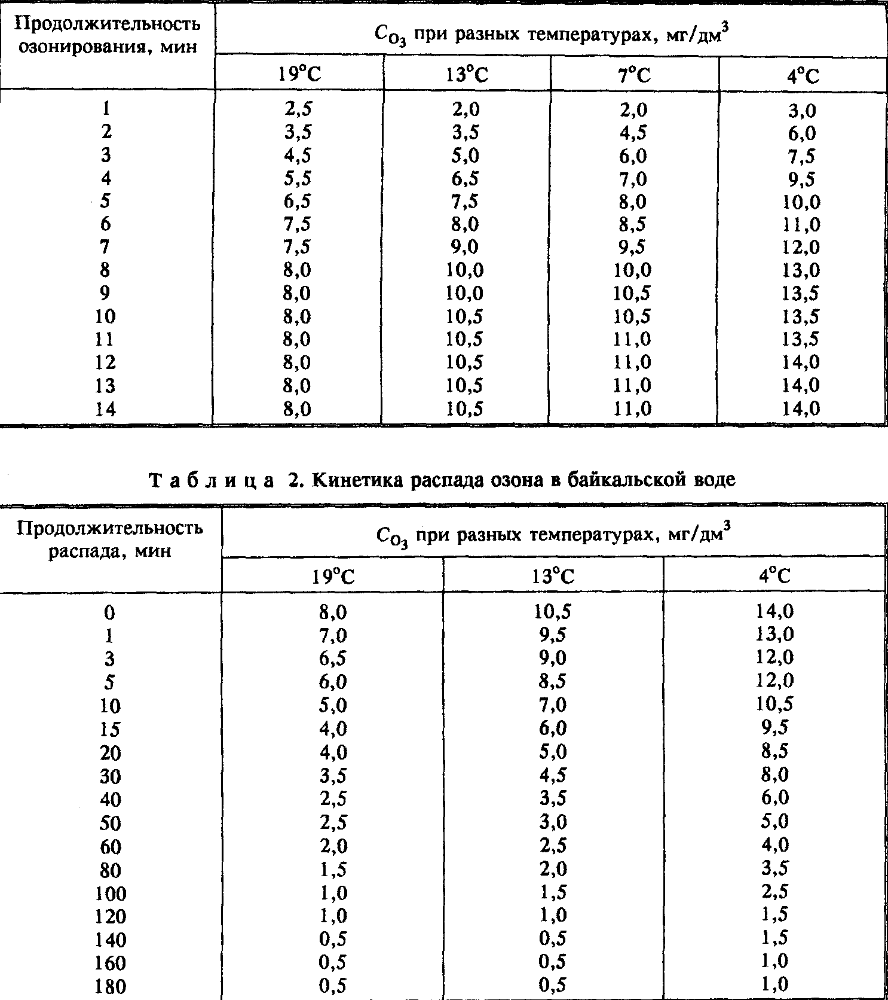 Продолжительность озонирования, мин | C O3 при разных температурах, мг/дм3
19°C | 13°C | 7°C | 4°C
1 | 2,5 | 2,0 | 2,0 | 3,0
2 | 3,5 | 3,5 | 4,5 | 6,0
3 | 4,5 | 5,0 | 6,0 | 7,5
4 | 5,5 | 6,5 | 7,0 | 9,5
5 | 6,5 | 7,5 | 8,0 | 10,0
6 | 7,5 | 8,0 | 8,5 | 11,0
7 | 7,5 | 9,0 | 9,5 | 12,0
8 | 8,0 | 10,0 | 10,0 | 13,0
9 | 8,0 | 10,0 | 10,5 | 13,5
10 | 8,0 | 10,5 | 10,5 | 13,5
11 | 8,0 | 10,5 | 11,0 | 13,5
12 | 8,0 | 10,5 | 11,0 | 14,0
13 | 8,0 | 10,5 | 11,0 | 14,0
14 | 8,0 | 10,5 | 11,0 | 14,0
Таблица 2. Кинетика распада озона в байкальской воде
Продолжительность распада, мин | C O3 при разных температурах, мг/дм3
19°C | 13°C | 4°C
0 | 8,0 | 10,5 | 14,0
1 | 7,0 | 9,5 | 13,0
3 | 6,5 | 9,0 | 12,0
5 | 6,0 | 8,5 | 12,0
10 | 5,0 | 7,0 | 10,5
15 | 4,0 | 6,0 | 9,5
20 | 4,0 | 5,0 | 8,5
30 | 3,5 | 4,5 | 8,0
40 | 2,5 | 3,5 | 6,0
50 | 2,5 | 3,0 | 5,0
60 | 2,0 | 2,5 | 4,0
80 | 1,5 | 2,0 | 3,5
100 | 1,0 | 1,5 | 2,5
120 | 1,0 | 1,0 | 1,5
140 | 0,5 | 0,5 | 1,5
160 | 0,5 | 0,5 | 1,0
180 | 0,5 | 0,5 | 1,0